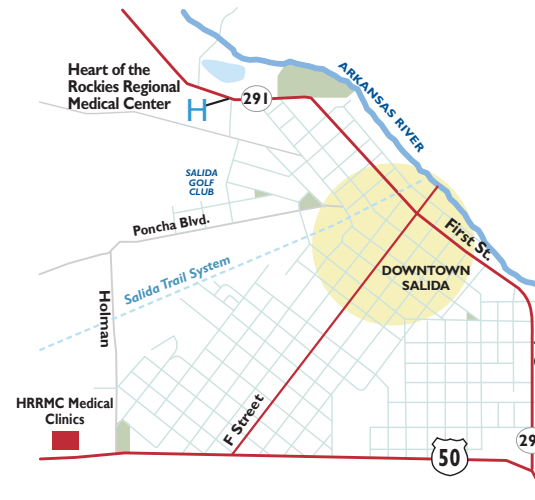 Heart of the
Rockies Regional
Medical Center
H
291
ARKANSAS RIVER
SALIDA
GOLF
CLUB
Poncha Blvd.
First St.
Salida Trail System
DOWNTOWN
SALIDA
Holman
HRRMC Medical
Clinics
F Street
50
29